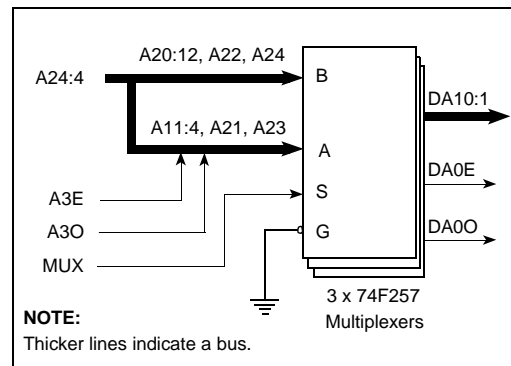 A20:12, A22, A24
A24:4
B
DA10:1
A11:4, A21, A23
A
DA0E
A3E
S
A3O
G
DA0O
MUX
3 x 74F257
Multiplexers
NOTE:
Thicker lines indicate a bus.